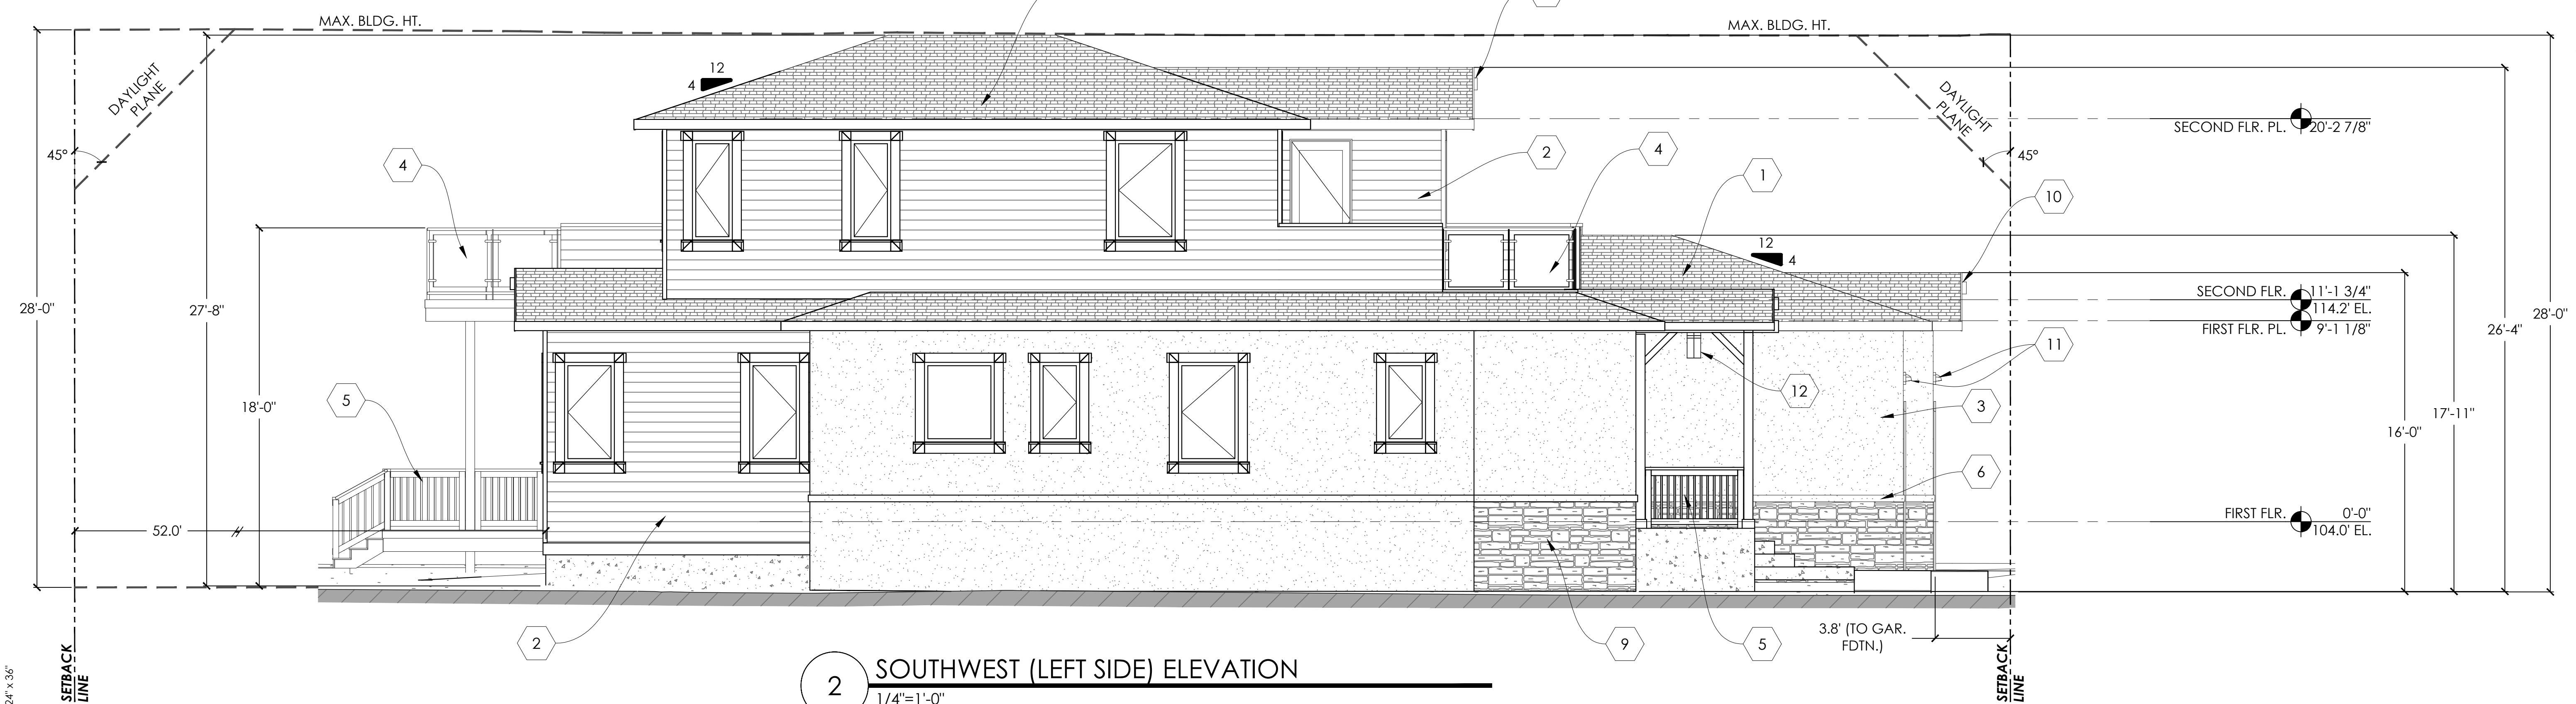 MAX. BLDG. HT.
MAX. BLDG. HT.
DAYLIGHT
PLANE
45°
12
4
DAYLIGHT
PLANE
45°
SECOND FLR. PL. 20'-2 7/8"
4
2
4
1
10
12
4
28'-0"
27'-8"
18'-0"
SECOND FLR. 11'-1 3/4"
114.2' EL.
FIRST FLR. PL. 9'-1 1/8"
28'-0"
26'-4"
17'-11"
16'-0"
11
12
3
5
6
52.0'
FIRST FLR. 0'-0"
104.0' EL.
2
9
5
3.8' (TO GAR.
FDTN.)
SETBACK
LINE
SETBACK
LINE
24" x 36"
2
SOUTHWEST (LEFT SIDE) ELEVATION
1/4"=1'-0"